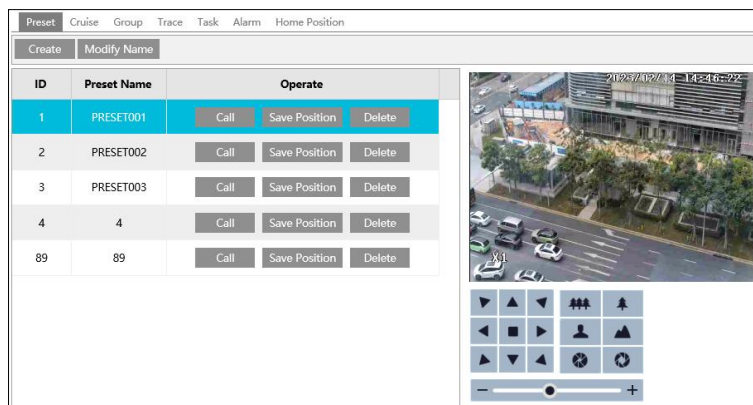 Preset Cruise Group Trace Task Alarm Home Position
Create Modify Name
ID Preset Name Operate
1 PRESET001 Call Save Position Delete
2 PRESET002 Call Save Position Delete
3 PRESET003 Call Save Position Delete
4 4 Call Save Position Delete
89 89 Call Save Position Delete
2023/02/14 14:46:22
X1